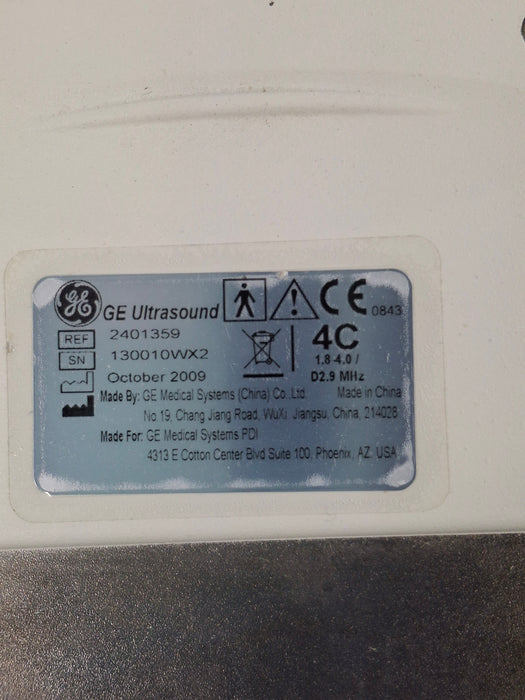 GE
GE Ultrasound
CE 0843
REF 2401359
SN 130010WX2
4C
1.8-4.0 /
D2.9 MHz
October 2009
Made By: GE Medical Systems (China) Co.,Ltd. Made in China
No 19, Chang Jiang Road, WuXi, Jiangsu, China, 214028
Made For: GE Medical Systems PDI
4313 E Cotton Center Blvd Suite 100, Phoenix, AZ, USA